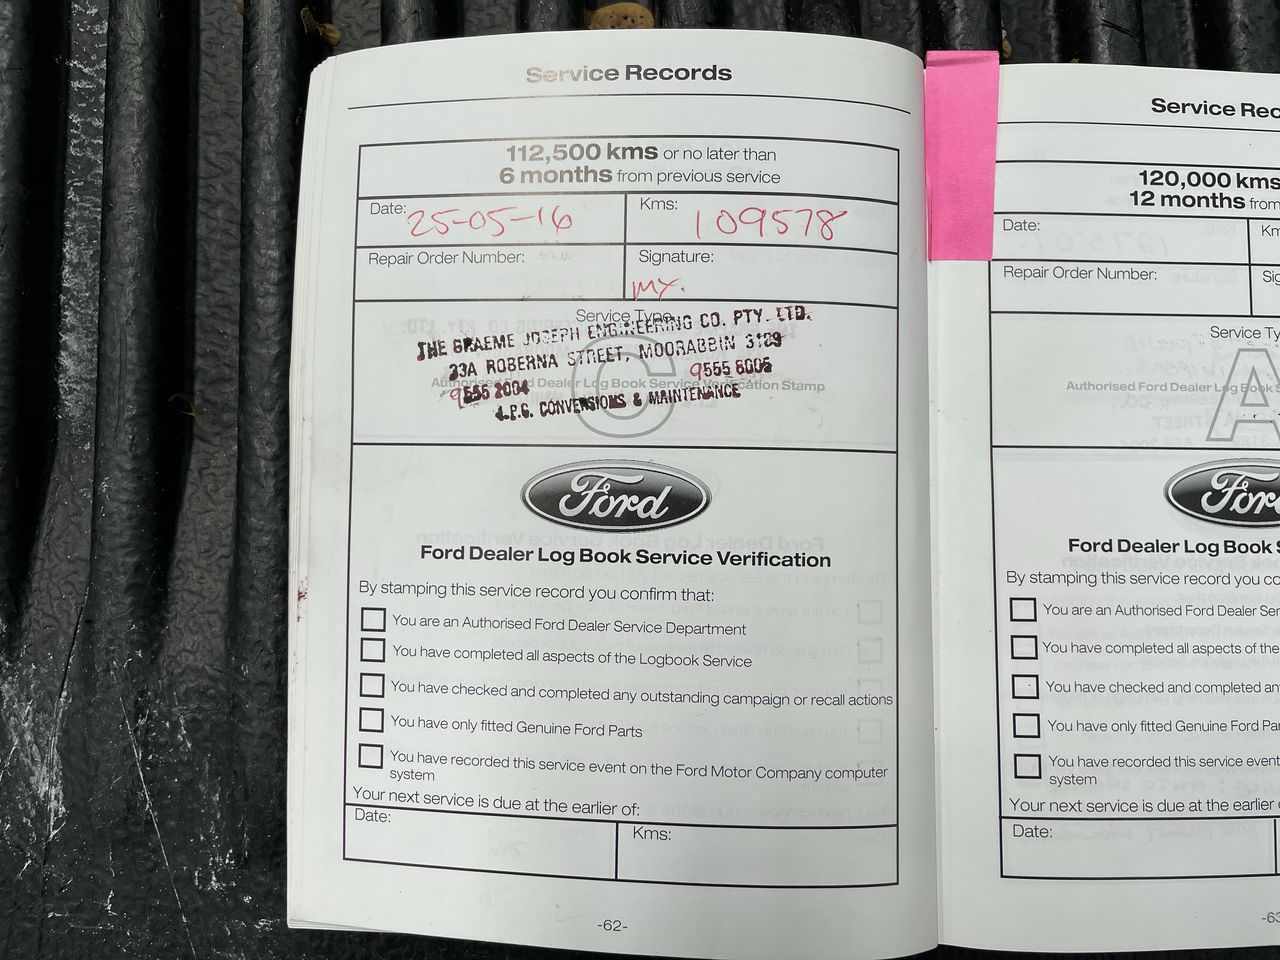 Service Records
112,500 kms or no later than
6 months from previous service
Date: 25-05-16
Kms: 109578
Repair Order Number:
Signature:
Service Type
THE GRAEME JOSEPH ENGINEERING CO. PTY. LTD.
23A ROBERNA STREET, MOORABBIN 3189
9555 2004 9555 8005
Authorised Ford Dealer Log Book Service Verification Stamp
L.P.G. CONVERSIONS & MAINTENANCE
C
Ford
Ford Dealer Log Book Service Verification
By stamping this service record you confirm that:
You are an Authorised Ford Dealer Service Department
You have completed all aspects of the Logbook Service
You have checked and completed any outstanding campaign or recall actions
You have only fitted Genuine Ford Parts
You have recorded this service event on the Ford Motor Company computer
system
Your next service is due at the earlier of:
Date:
Kms:
-62-
Service Rec
120,000 kms
12 months from
Date:
Km
Repair Order Number:
Sig
Service Ty
Authorised Ford Dealer Log Book S
A
Ford
Ford Dealer Log Book S
By stamping this service record you co
You are an Authorised Ford Dealer Ser
You have completed all aspects of the
You have checked and completed an
You have only fitted Genuine Ford Pa
You have recorded this service event
system
Your next service is due at the earlier o
Date:
-63